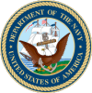 DEPARTMENT OF THE NAVY
UNITED STATES OF AMERICA